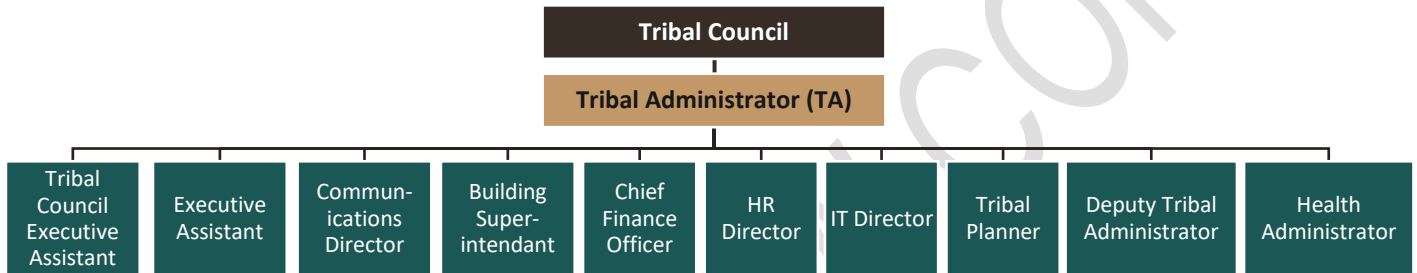 Tribal Council
Tribal Administrator (TA)
Tribal
Council
Executive
Assistant
Executive
Assistant
Commun-
ications
Director
Building
Super-
intendant
Chief
Finance
Officer
HR
Director
IT Director
Tribal
Planner
Deputy Tribal
Administrator
Health
Administrator